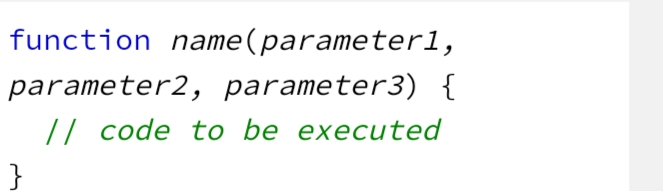 function name(parameter1,
parameter2, parameter3) {
  // code to be executed
}